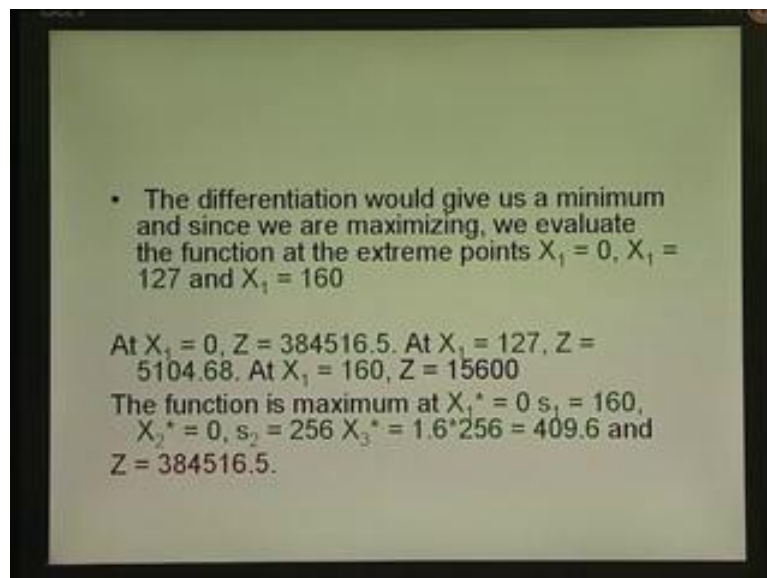 • The differentiation would give us a minimum
and since we are maximizing, we evaluate
the function at the extreme points X₁ = 0, X₁ =
127 and X₁ = 160
At X₁ = 0, Z = 384516.5. At X₁ = 127, Z =
5104.68. At X₁ = 160, Z = 15600
The function is maximum at X₁* = 0 s₁ = 160,
X₂* = 0, s₂ = 256 X₃* = 1.6*256 = 409.6 and
Z = 384516.5.